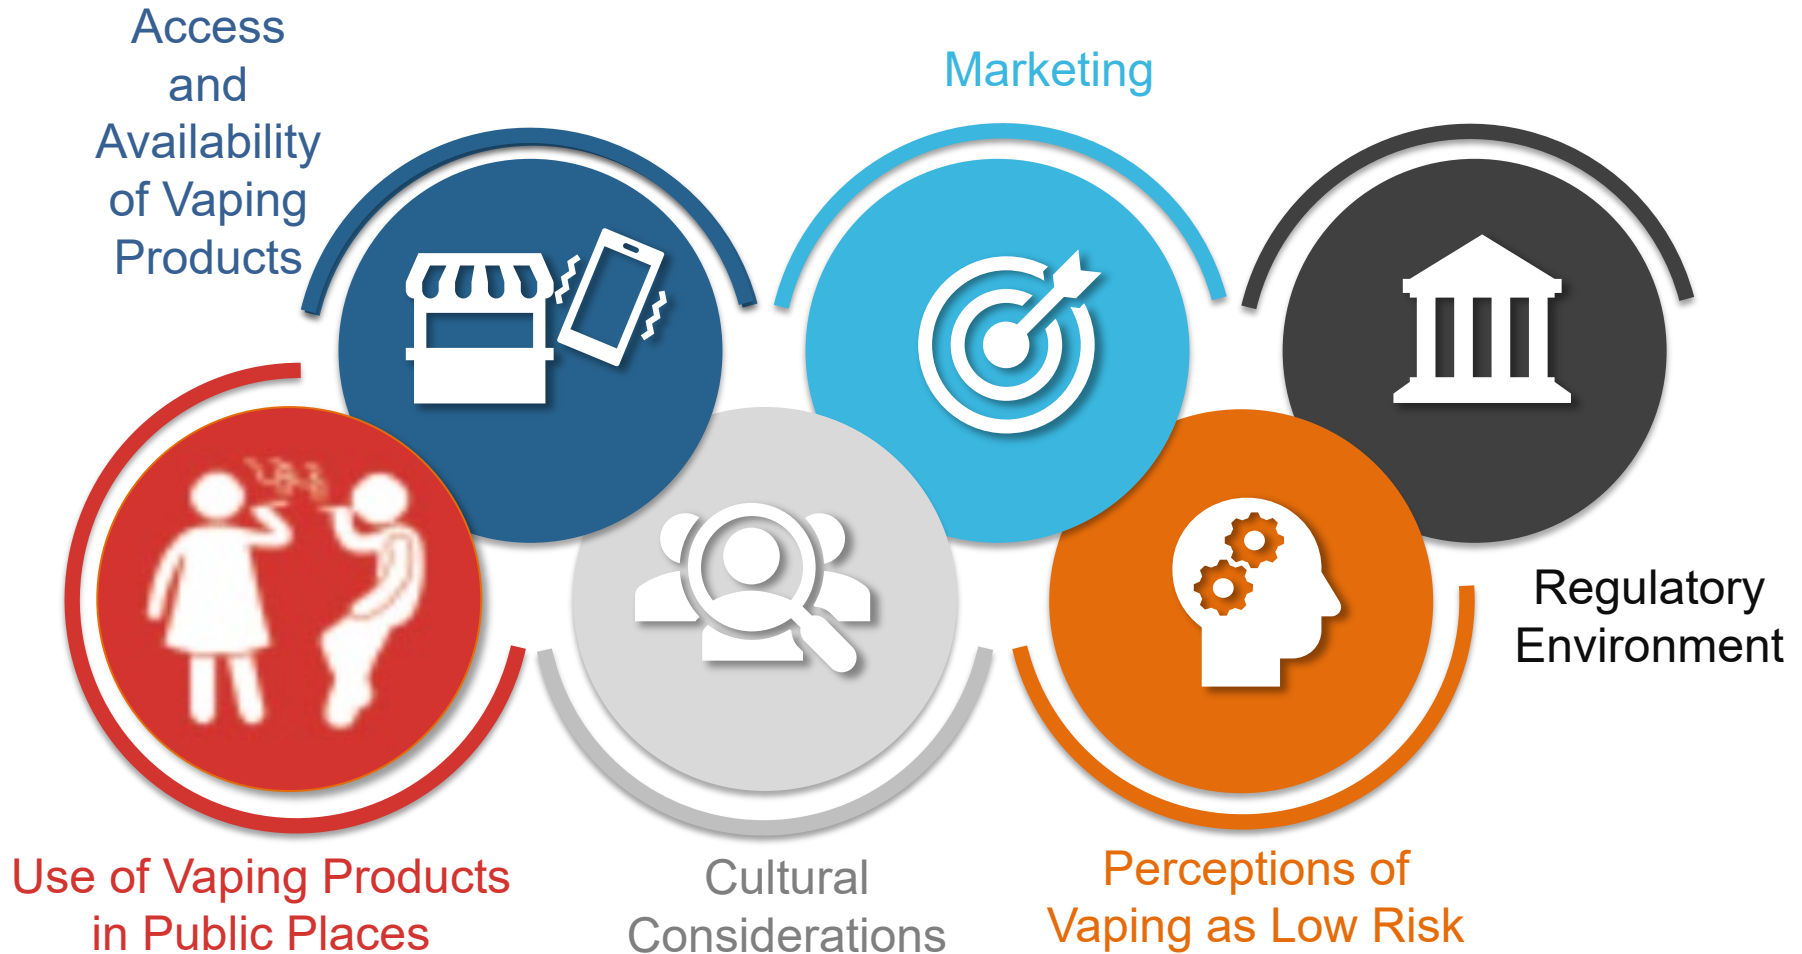 Access
and
Availability
of Vaping
Products
Marketing
Regulatory
Environment
Use of Vaping Products
in Public Places
Cultural
Considerations
Perceptions of
Vaping as Low Risk